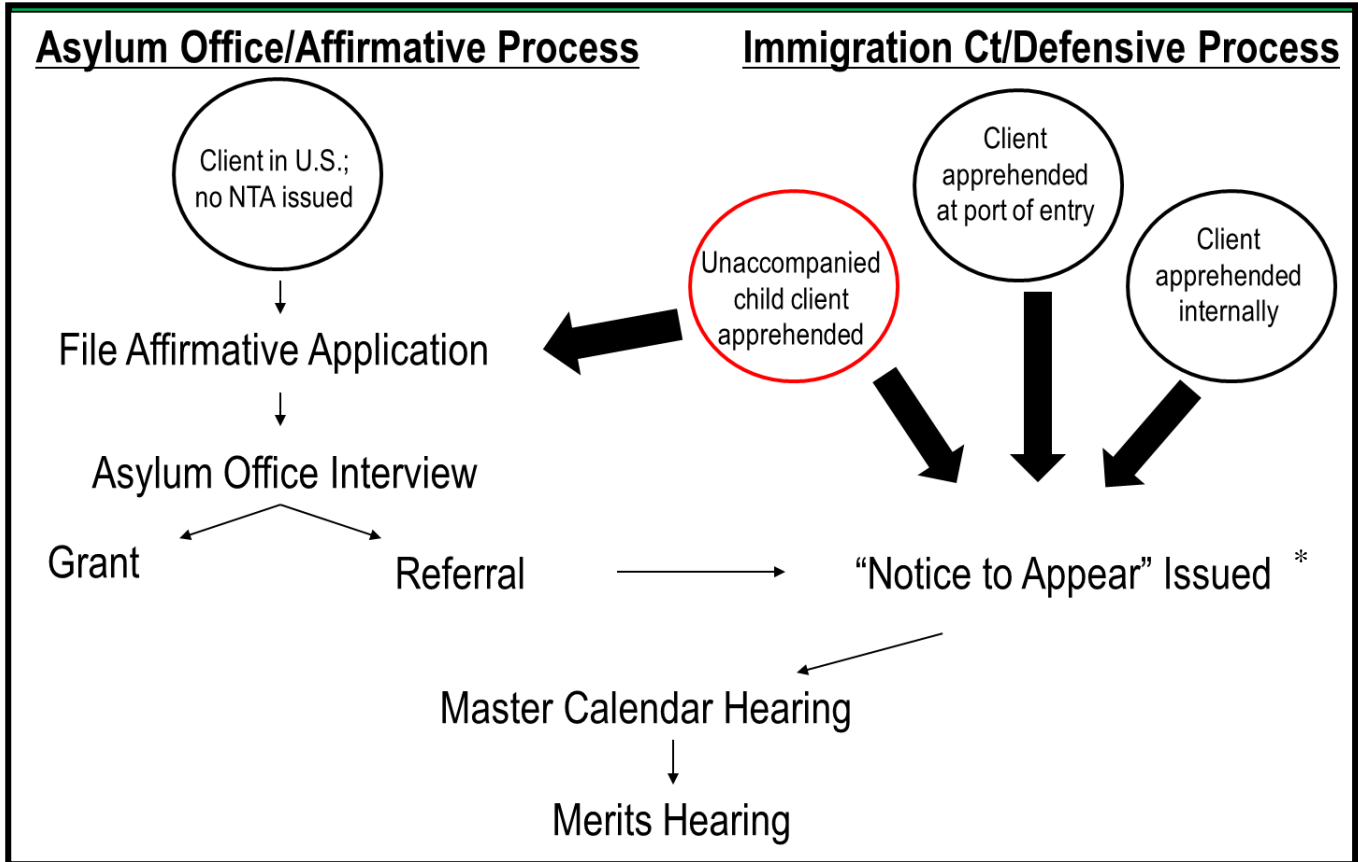 Asylum Office/Affirmative Process
Immigration Ct/Defensive Process
Client in U.S.;
no NTA issued
Client
apprehended
at port of entry
Unaccompanied
child client
apprehended
Client
apprehended
internally
File Affirmative Application
Asylum Office Interview
Grant
Referral
“Notice to Appear” Issued *
Master Calendar Hearing
Merits Hearing